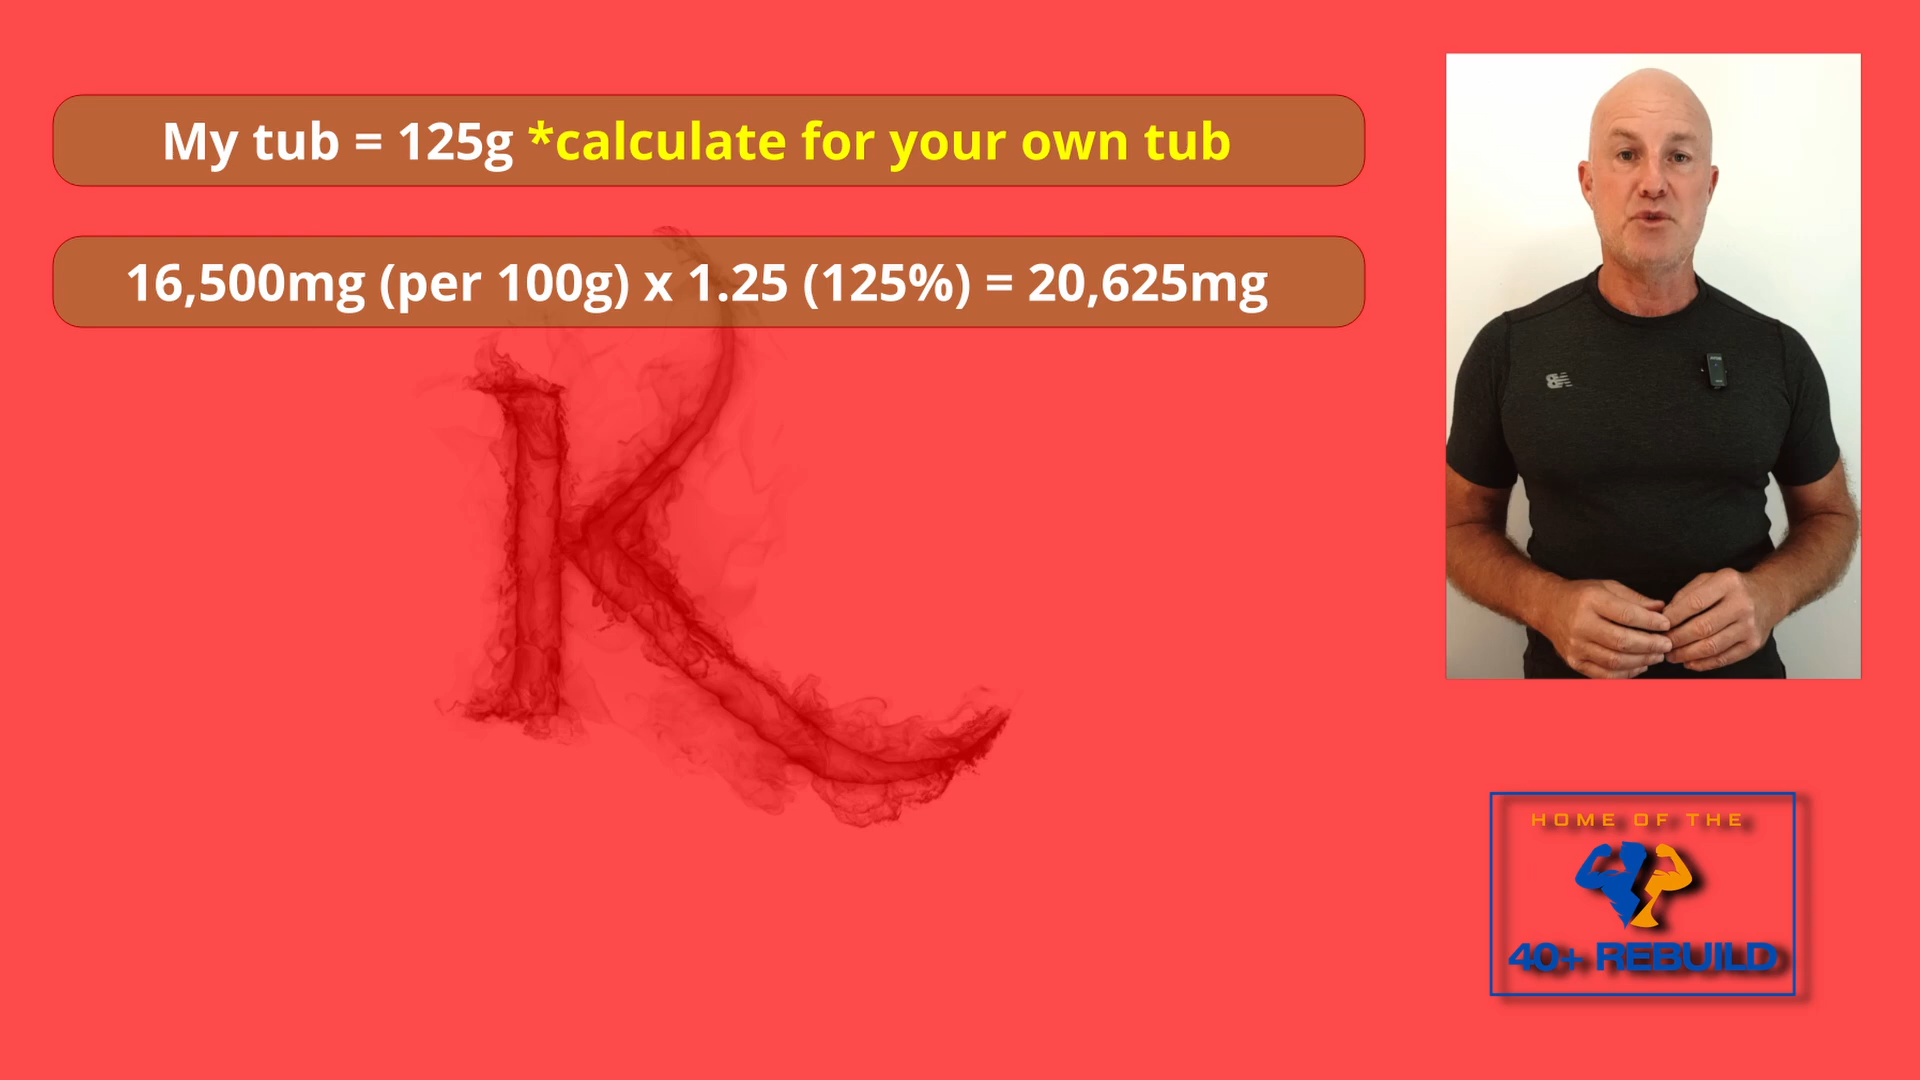 My tub = 125g *calculate for your own tub
16,500mg (per 100g) x 1.25 (125%) = 20,625mg
K
HOME OF THE
40+ REBUILD